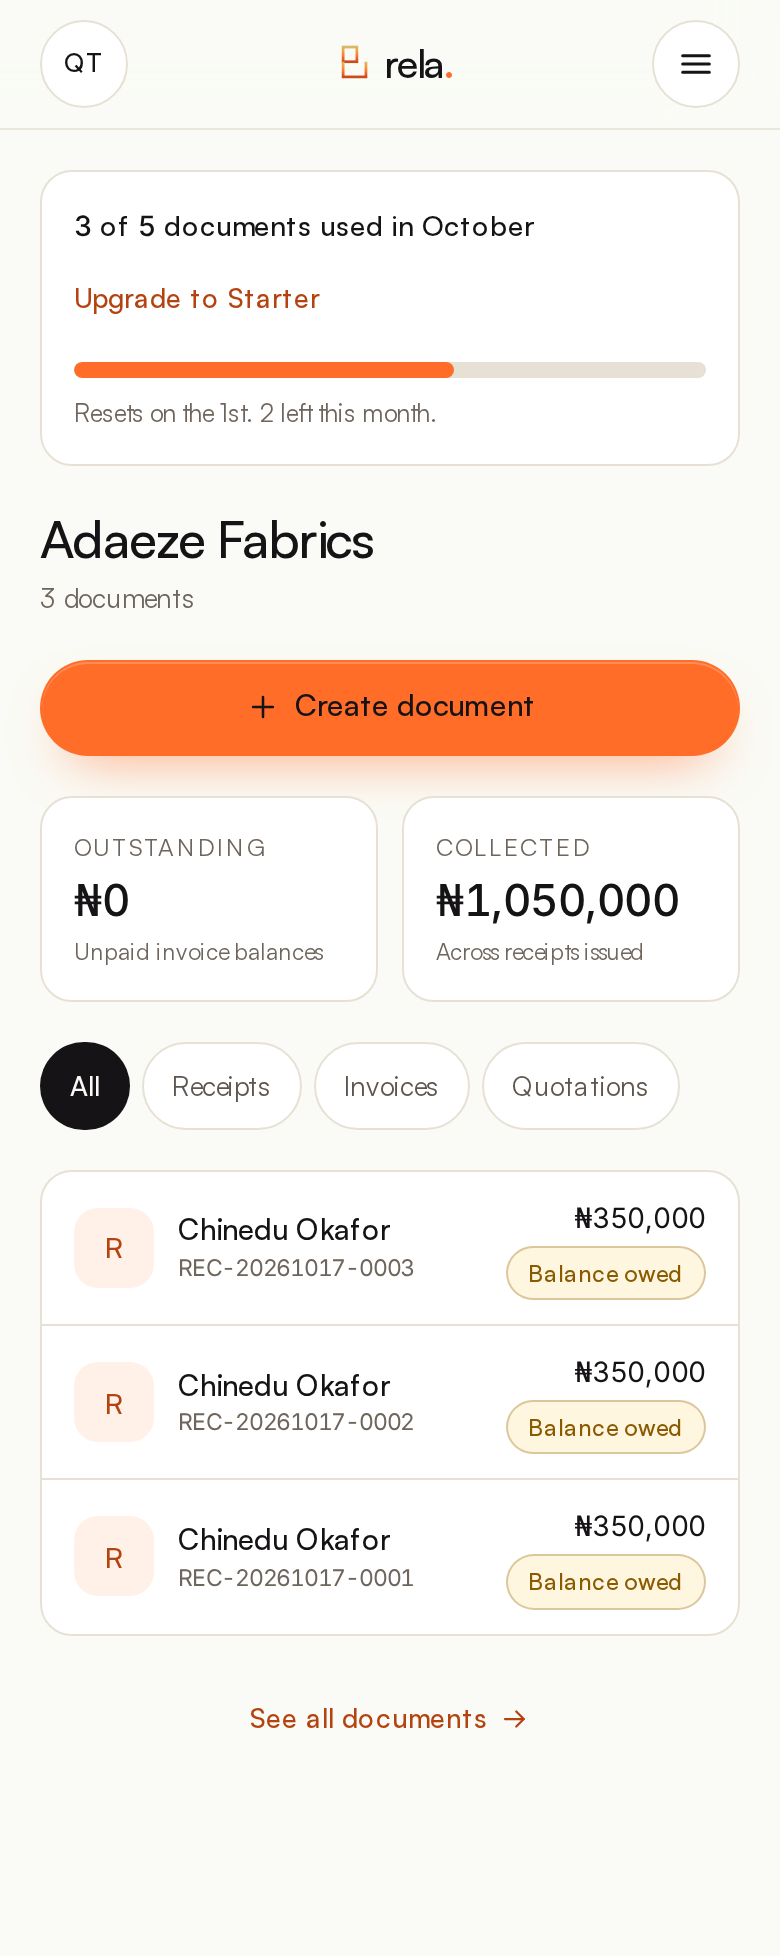 QT
rela.
3 of 5 documents used in October
Upgrade to Starter
Resets on the 1st. 2 left this month.
Adaeze Fabrics
3 documents
+ Create document
OUTSTANDING
₦0
Unpaid invoice balances
COLLECTED
₦1,050,000
Across receipts issued
All
Receipts
Invoices
Quotations
R
Chinedu Okafor
REC-20261017-0003
₦350,000
Balance owed
R
Chinedu Okafor
REC-20261017-0002
₦350,000
Balance owed
R
Chinedu Okafor
REC-20261017-0001
₦350,000
Balance owed
See all documents →